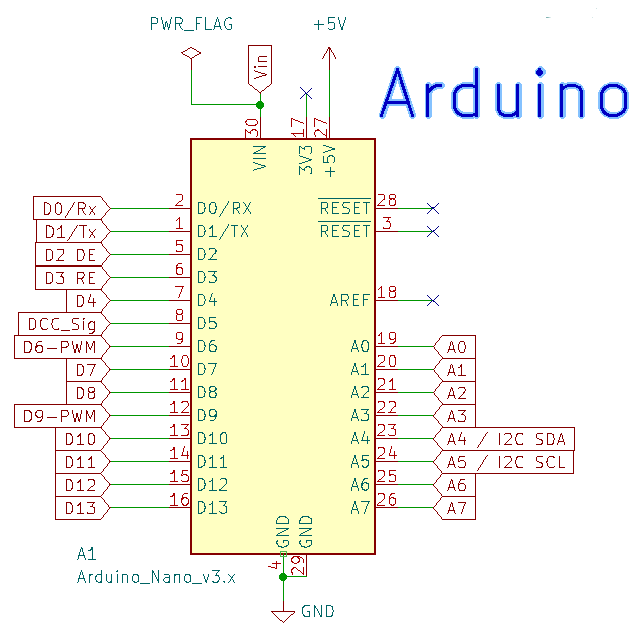 PWR_FLAG +5V
Vin
Arduino
30 17 27
VIN 3V3 +5V
D0/Rx 2 D0/RX RESET 28
D1/Tx 1 D1/TX RESET 3
D2 DE 5 D2
D3 RE 6 D3
D4 7 D4 AREF 18
DCC_Sig 8 D5
D6-PWM 9 D6 A0 19 A0
D7 10 D7 A1 20 A1
D8 11 D8 A2 21 A2
D9-PWM 12 D9 A3 22 A3
D10 13 D10 A4 23 A4 / I2C SDA
D11 14 D11 A5 24 A5 / I2C SCL
D12 15 D12 A6 25 A6
D13 16 D13 A7 26 A7
GND GND
4 29
A1
Arduino_Nano_v3.x
GND